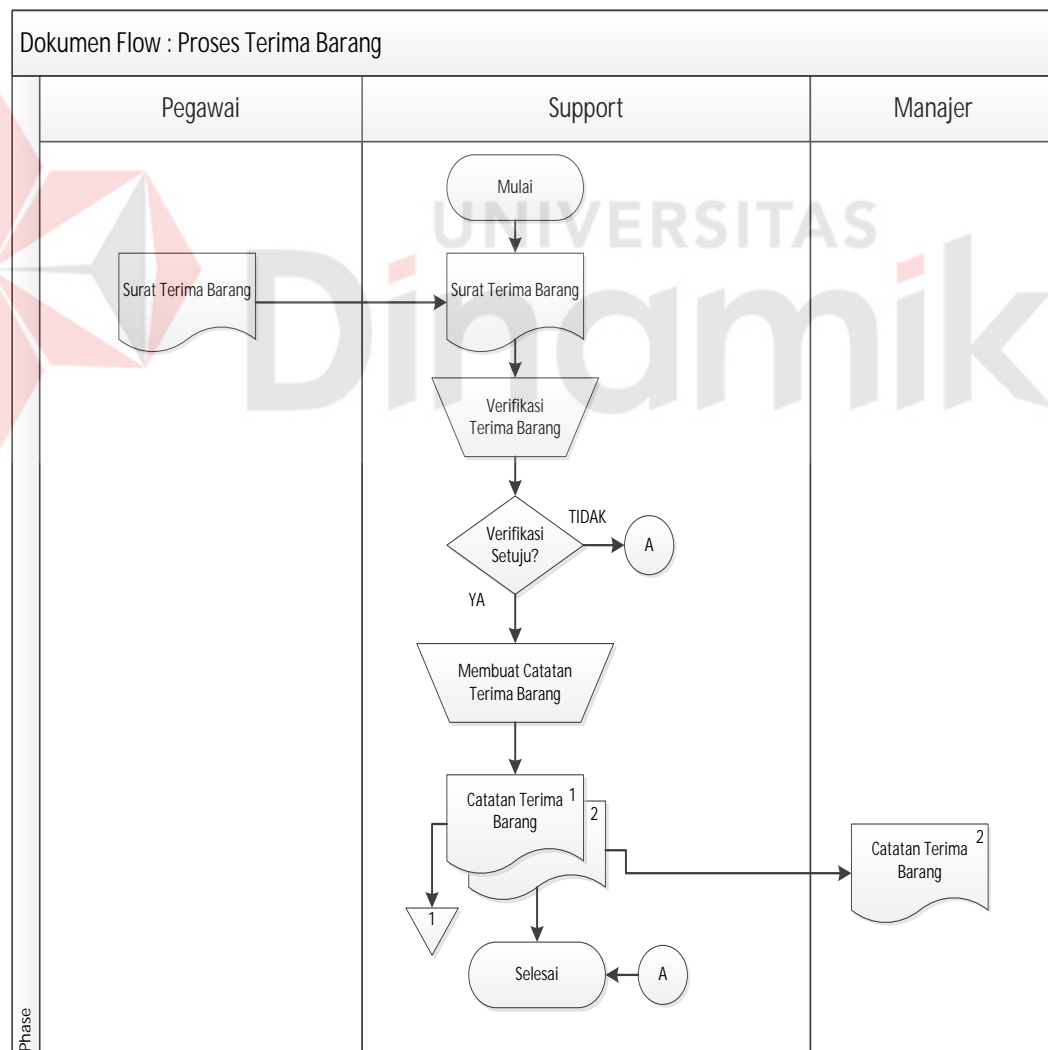 Dokumen Flow : Proses Terima Barang
Pegawai
Support
Manajer
Mulai
UNIVERSITAS
Dinamik
Surat Terima Barang
Surat Terima Barang
Verifikasi
Terima Barang
Verifikasi
Setuju?
TIDAK
A
YA
Membuat Catatan
Terima Barang
Catatan Terima
Barang
1
2
Catatan Terima
Barang
2
1
Selesai
A
Phase